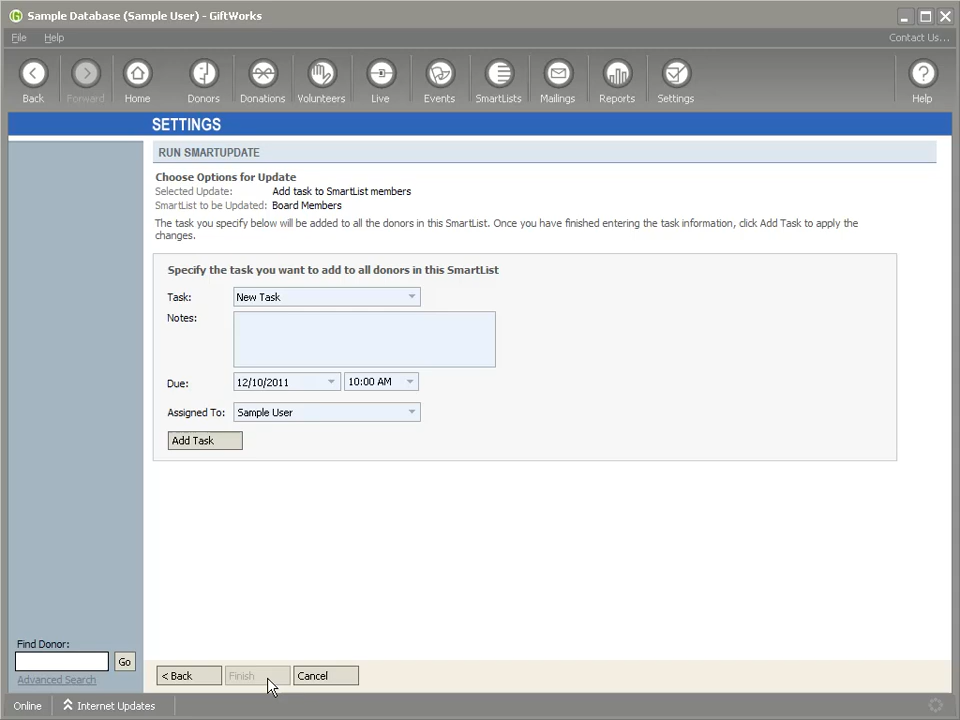 Sample Database (Sample User) - GiftWorks
File Help Contact Us...
Back Forward Home Donors Donations Volunteers Live Events SmartLists Mailings Reports Settings Help
SETTINGS
RUN SMARTUPDATE
Choose Options for Update
Selected Update: Add task to SmartList members
SmartList to be Updated: Board Members
The task you specify below will be added to all the donors in this SmartList. Once you have finished entering the task information, click Add Task to apply the
changes.
Specify the task you want to add to all donors in this SmartList
Task: New Task
Notes:
Due: 12/10/2011 10:00 AM
Assigned To: Sample User
Add Task
Find Donor:
Go
Advanced Search
< Back Finish Cancel
Online Internet Updates